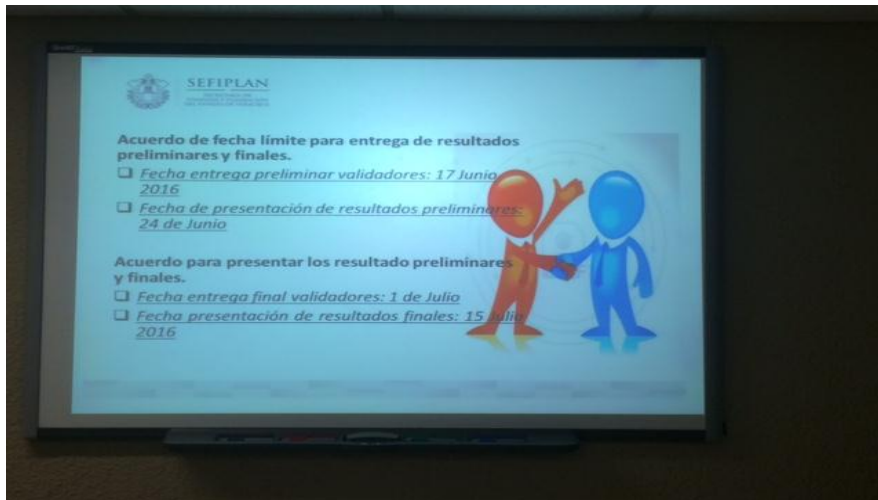 SEFIPLAN
Acuerdo de fecha límite para entrega de resultados
preliminares y finales.
Fecha entrega preliminar validadores: 17 Junio
2016
Fecha de presentación de resultados preliminares:
24 de Junio
Acuerdo para presentar los resultado preliminares
y finales.
Fecha entrega final validadores: 1 de Julio
Fecha presentación de resultados finales: 15 Julio
2016